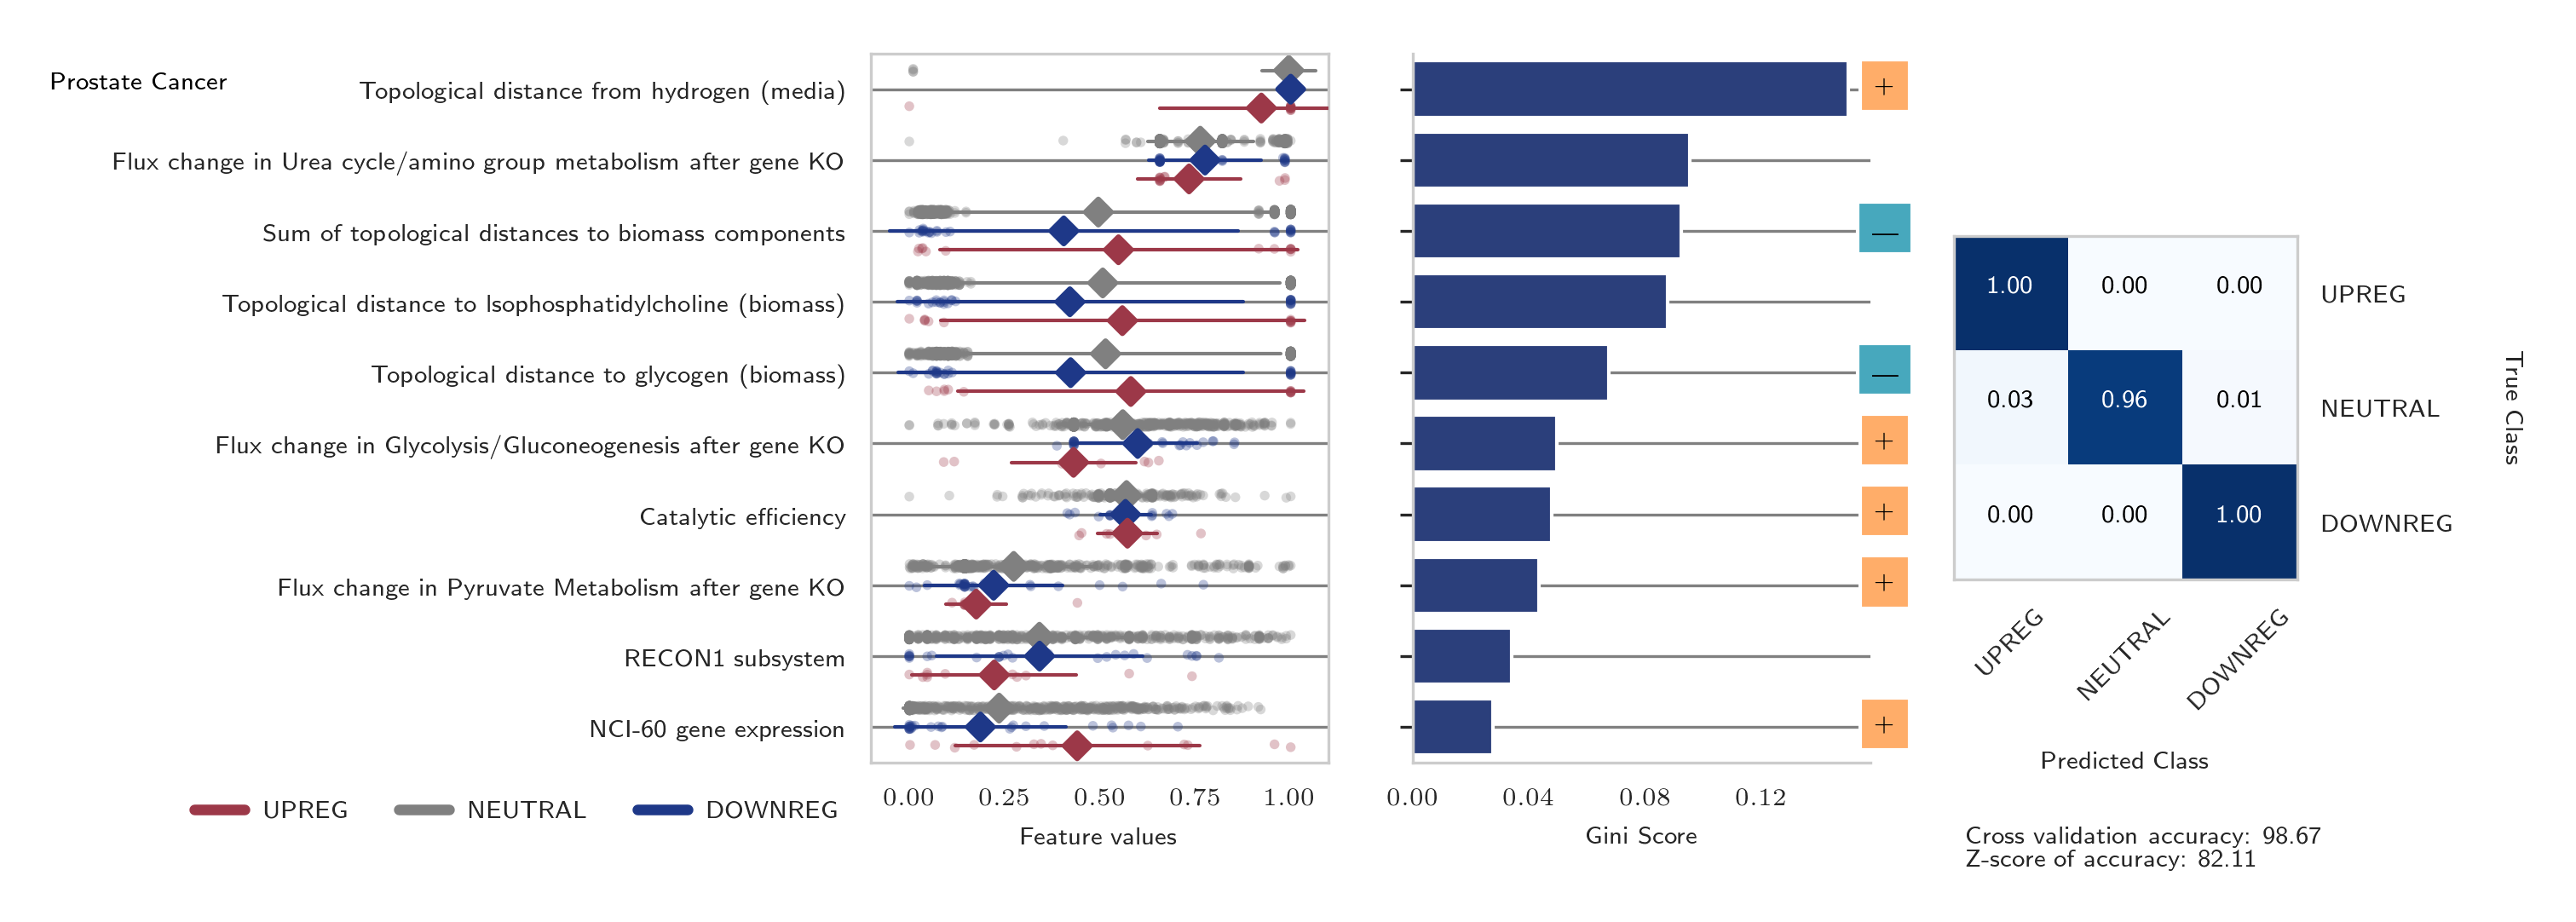 Prostate Cancer
Topological distance from hydrogen (media)
Flux change in Urea cycle/amino group metabolism after gene KO
Sum of topological distances to biomass components
Topological distance to lsophosphatidylcholine (biomass)
Topological distance to glycogen (biomass)
Flux change in Glycolysis/Gluconeogenesis after gene KO
Catalytic efficiency
Flux change in Pyruvate Metabolism after gene KO
RECON1 subsystem
NCI-60 gene expression
UPREG NEUTRAL DOWNREG
0.00 0.25 0.50 0.75 1.00
Feature values
+
—
—
+
+
+
+
0.00 0.04 0.08 0.12
Gini Score
1.00 0.00 0.00 UPREG
0.03 0.96 0.01 NEUTRAL
0.00 0.00 1.00 DOWNREG
True Class
UPREG NEUTRAL DOWNREG
Predicted Class
Cross validation accuracy: 98.67
Z-score of accuracy: 82.11